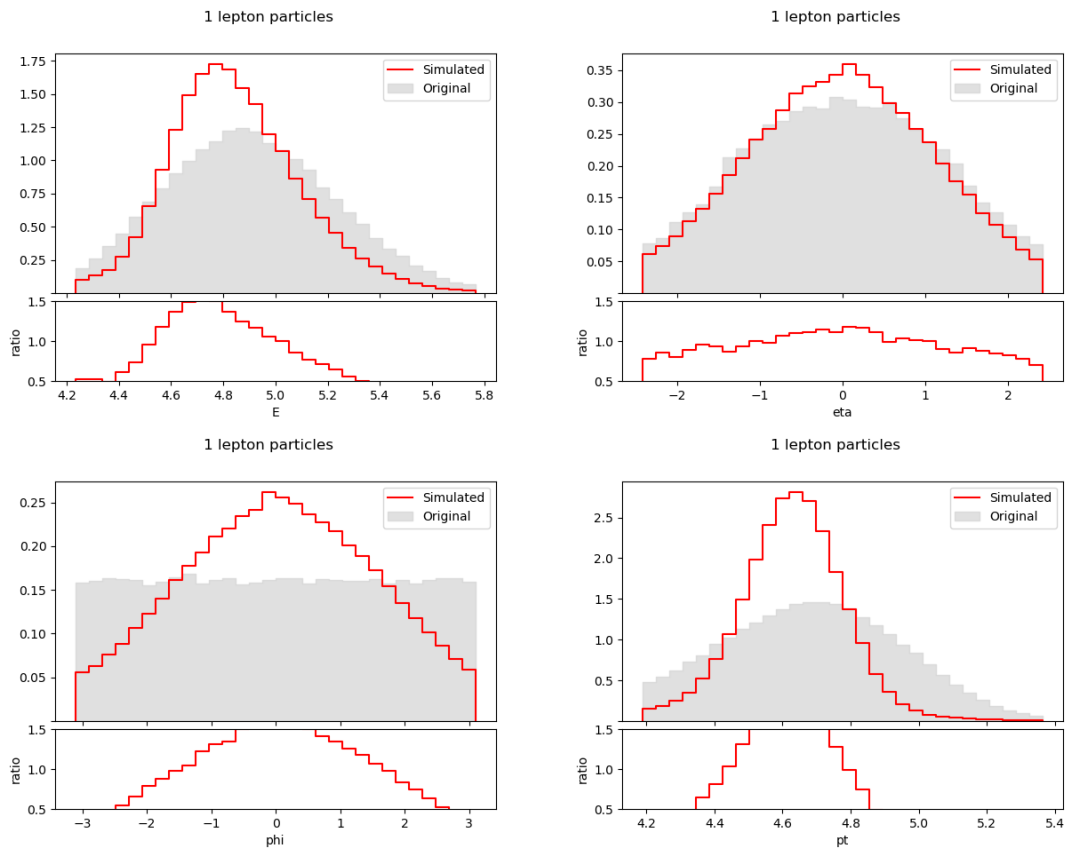 1 lepton particles
1.75
1.50
1.25
1.00
0.75
0.50
0.25
Simulated
Original
1.5
1.0
0.5
ratio
4.2 4.4 4.6 4.8 5.0 5.2 5.4 5.6 5.8
E
1 lepton particles
0.35
0.30
0.25
0.20
0.15
0.10
0.05
Simulated
Original
1.5
1.0
0.5
ratio
−2 −1 0 1 2
eta
1 lepton particles
0.25
0.20
0.15
0.10
0.05
Simulated
Original
1.5
1.0
0.5
ratio
−3 −2 −1 0 1 2 3
phi
1 lepton particles
2.5
2.0
1.5
1.0
0.5
Simulated
Original
1.5
1.0
0.5
ratio
4.2 4.4 4.6 4.8 5.0 5.2 5.4
pt